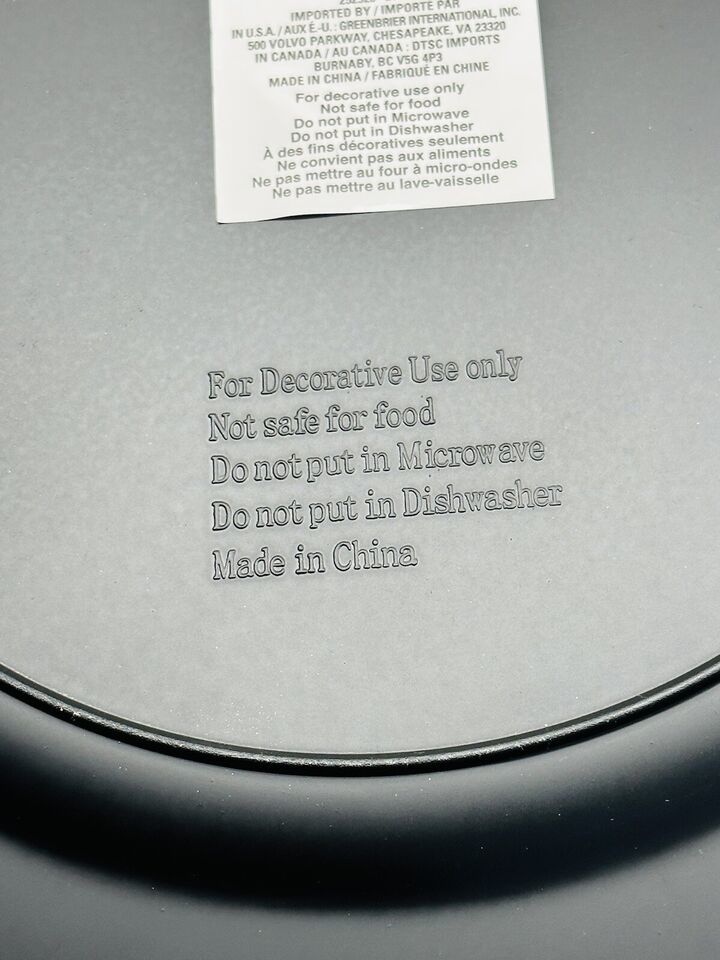 IMPORTED BY / IMPORTÉ PAR
IN U.S.A. / AUX É.-U. : GREENBRIER INTERNATIONAL, INC.
500 VOLVO PARKWAY, CHESAPEAKE, VA 23320
IN CANADA / AU CANADA : DTSC IMPORTS
BURNABY, BC V5G 4P3
MADE IN CHINA / FABRIQUÉ EN CHINE
For decorative use only
Not safe for food
Do not put in Microwave
Do not put in Dishwasher
À des fins décoratives seulement
Ne convient pas aux aliments
Ne pas mettre au four à micro-ondes
Ne pas mettre au lave-vaisselle
For Decorative Use only
Not safe for food
Do not put in Microwave
Do not put in Dishwasher
Made in China